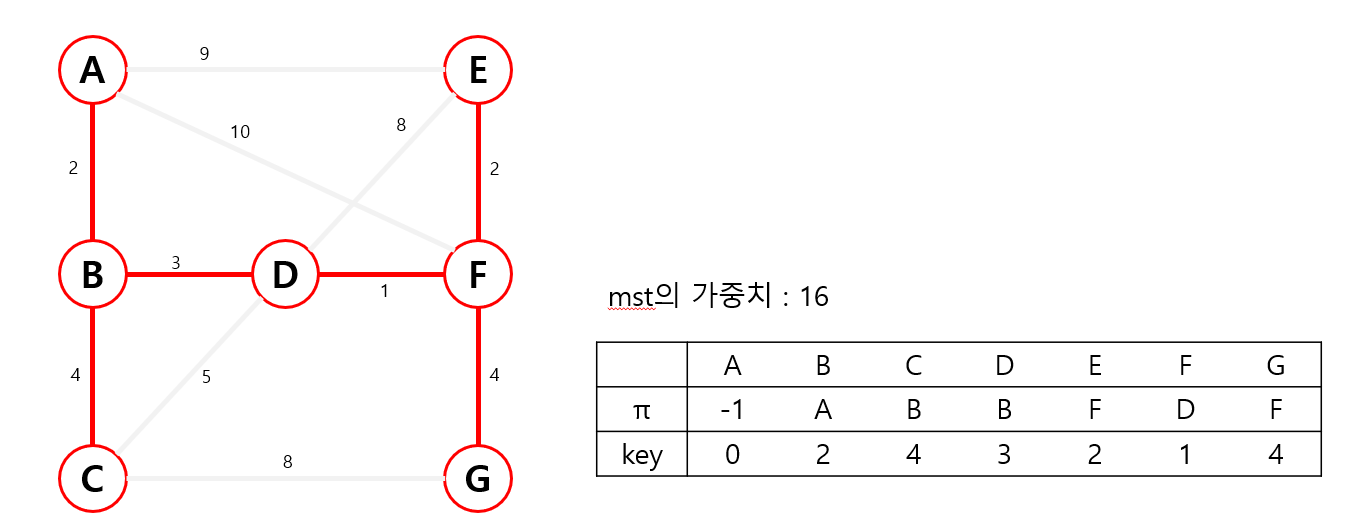 A
9
E
10
8
2
2
B
3
D
1
F
4
5
4
C
8
G
mst의 가중치 : 16
A B C D E F G
π -1 A B B F D F
key 0 2 4 3 2 1 4